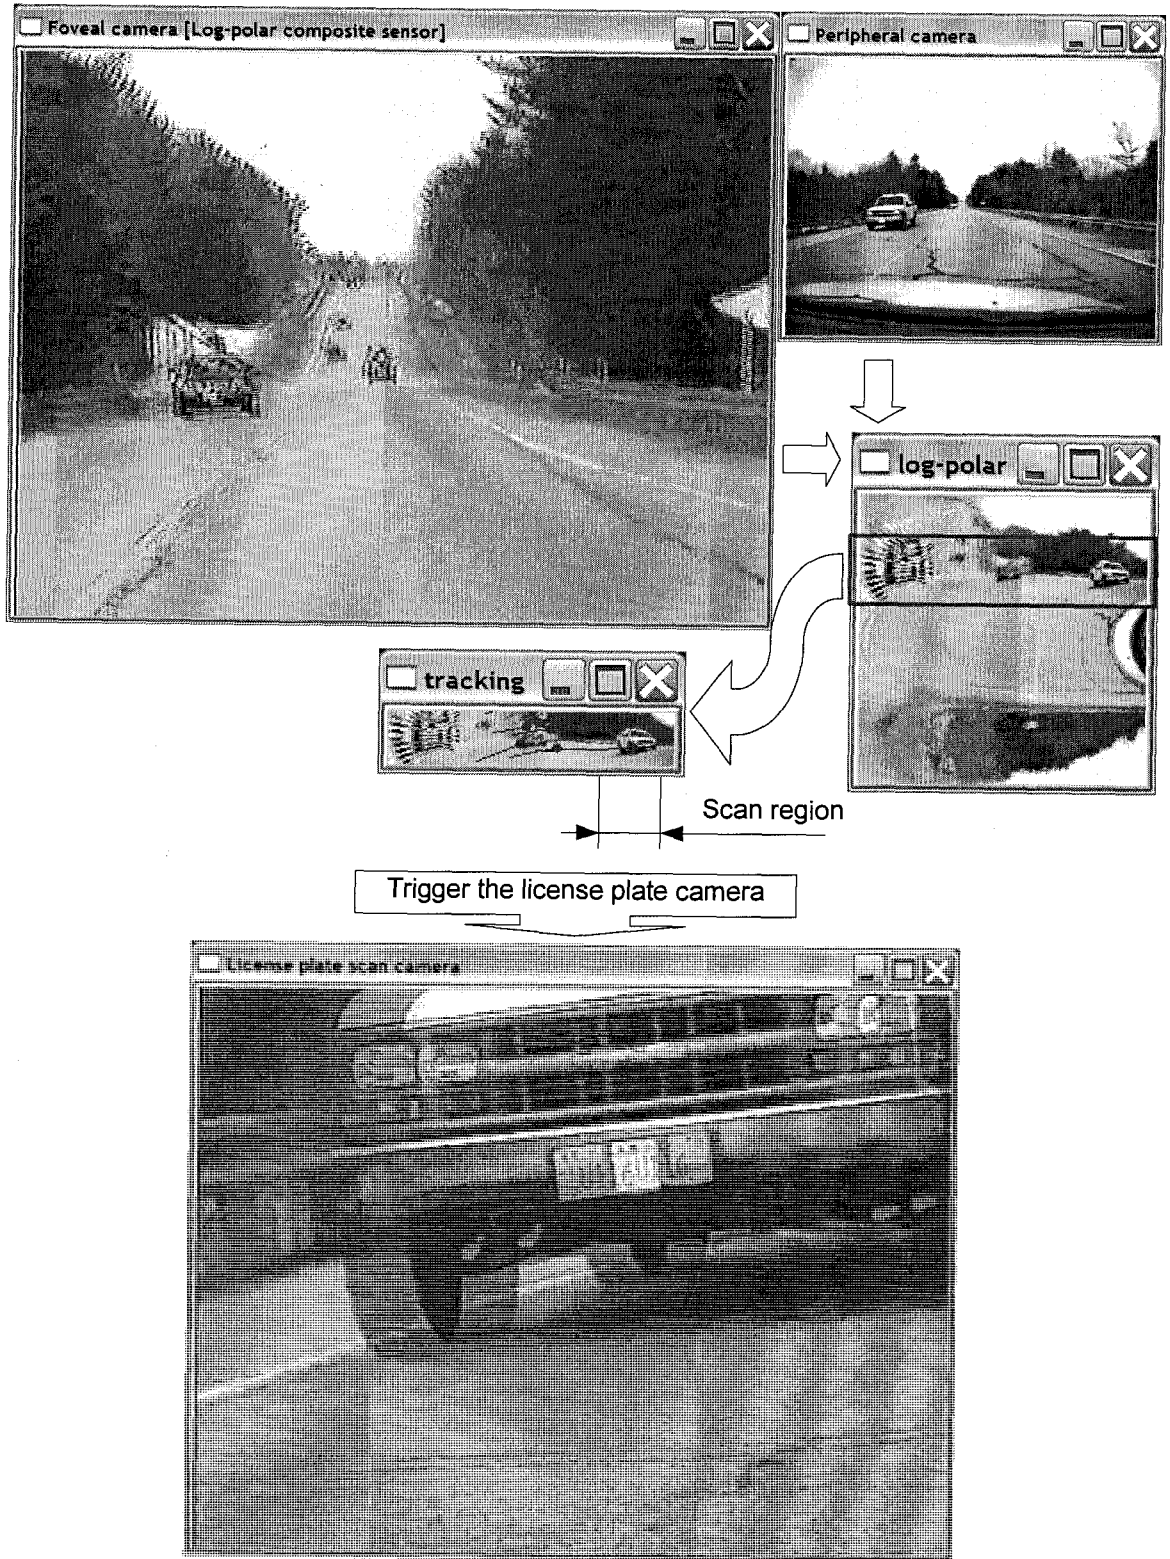 Foveal camera [Log-polar composite sensor]
Peripheral camera
log-polar
tracking
Scan region
Trigger the license plate camera
License plate scan camera